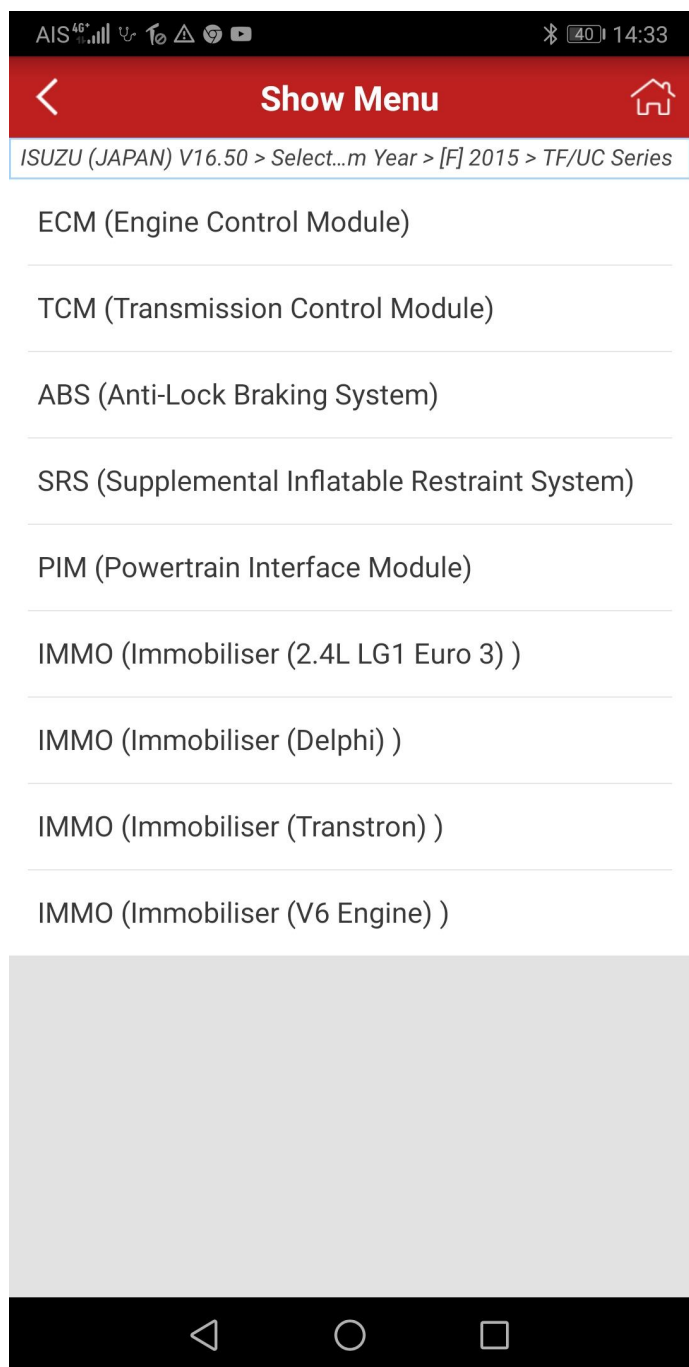 AIS 4G+ 40 14:33
Show Menu
ISUZU (JAPAN) V16.50 > Select...m Year > [F] 2015 > TF/UC Series
ECM (Engine Control Module)
TCM (Transmission Control Module)
ABS (Anti-Lock Braking System)
SRS (Supplemental Inflatable Restraint System)
PIM (Powertrain Interface Module)
IMMO (Immobiliser (2.4L LG1 Euro 3) )
IMMO (Immobiliser (Delphi) )
IMMO (Immobiliser (Transtron) )
IMMO (Immobiliser (V6 Engine) )